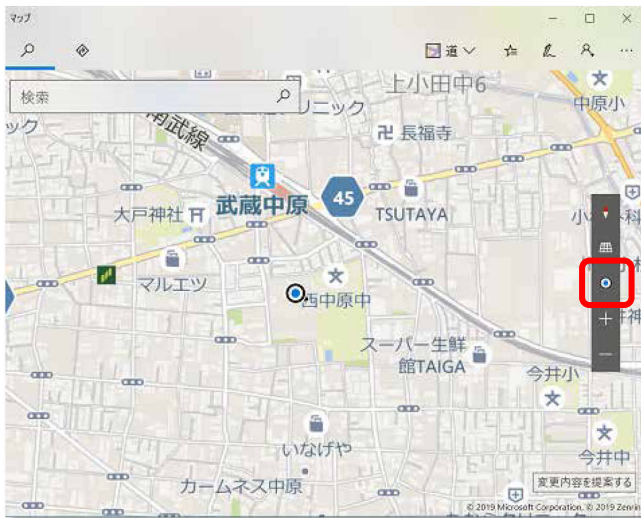 マップ
道
検索
ック
南武線
リニック
上小田中6
中原小
卍 長福寺
武蔵中原
45
大戸神社
TSUTAYA
マルエツ
西中原中
スーパー生鮮
館TAIGA
今井小
いなげや
今井中
カームネス中原
変更内容を提案する
© 2019 Microsoft Corporation, © 2019 Zenri